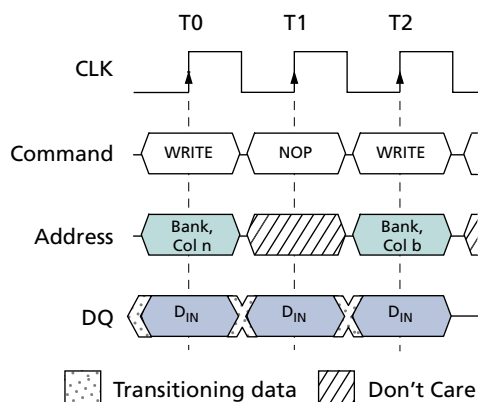 T0 T1 T2
CLK
Command WRITE NOP WRITE
Address Bank, Col n Bank, Col b
DQ DIN DIN DIN
Transitioning data Don't Care